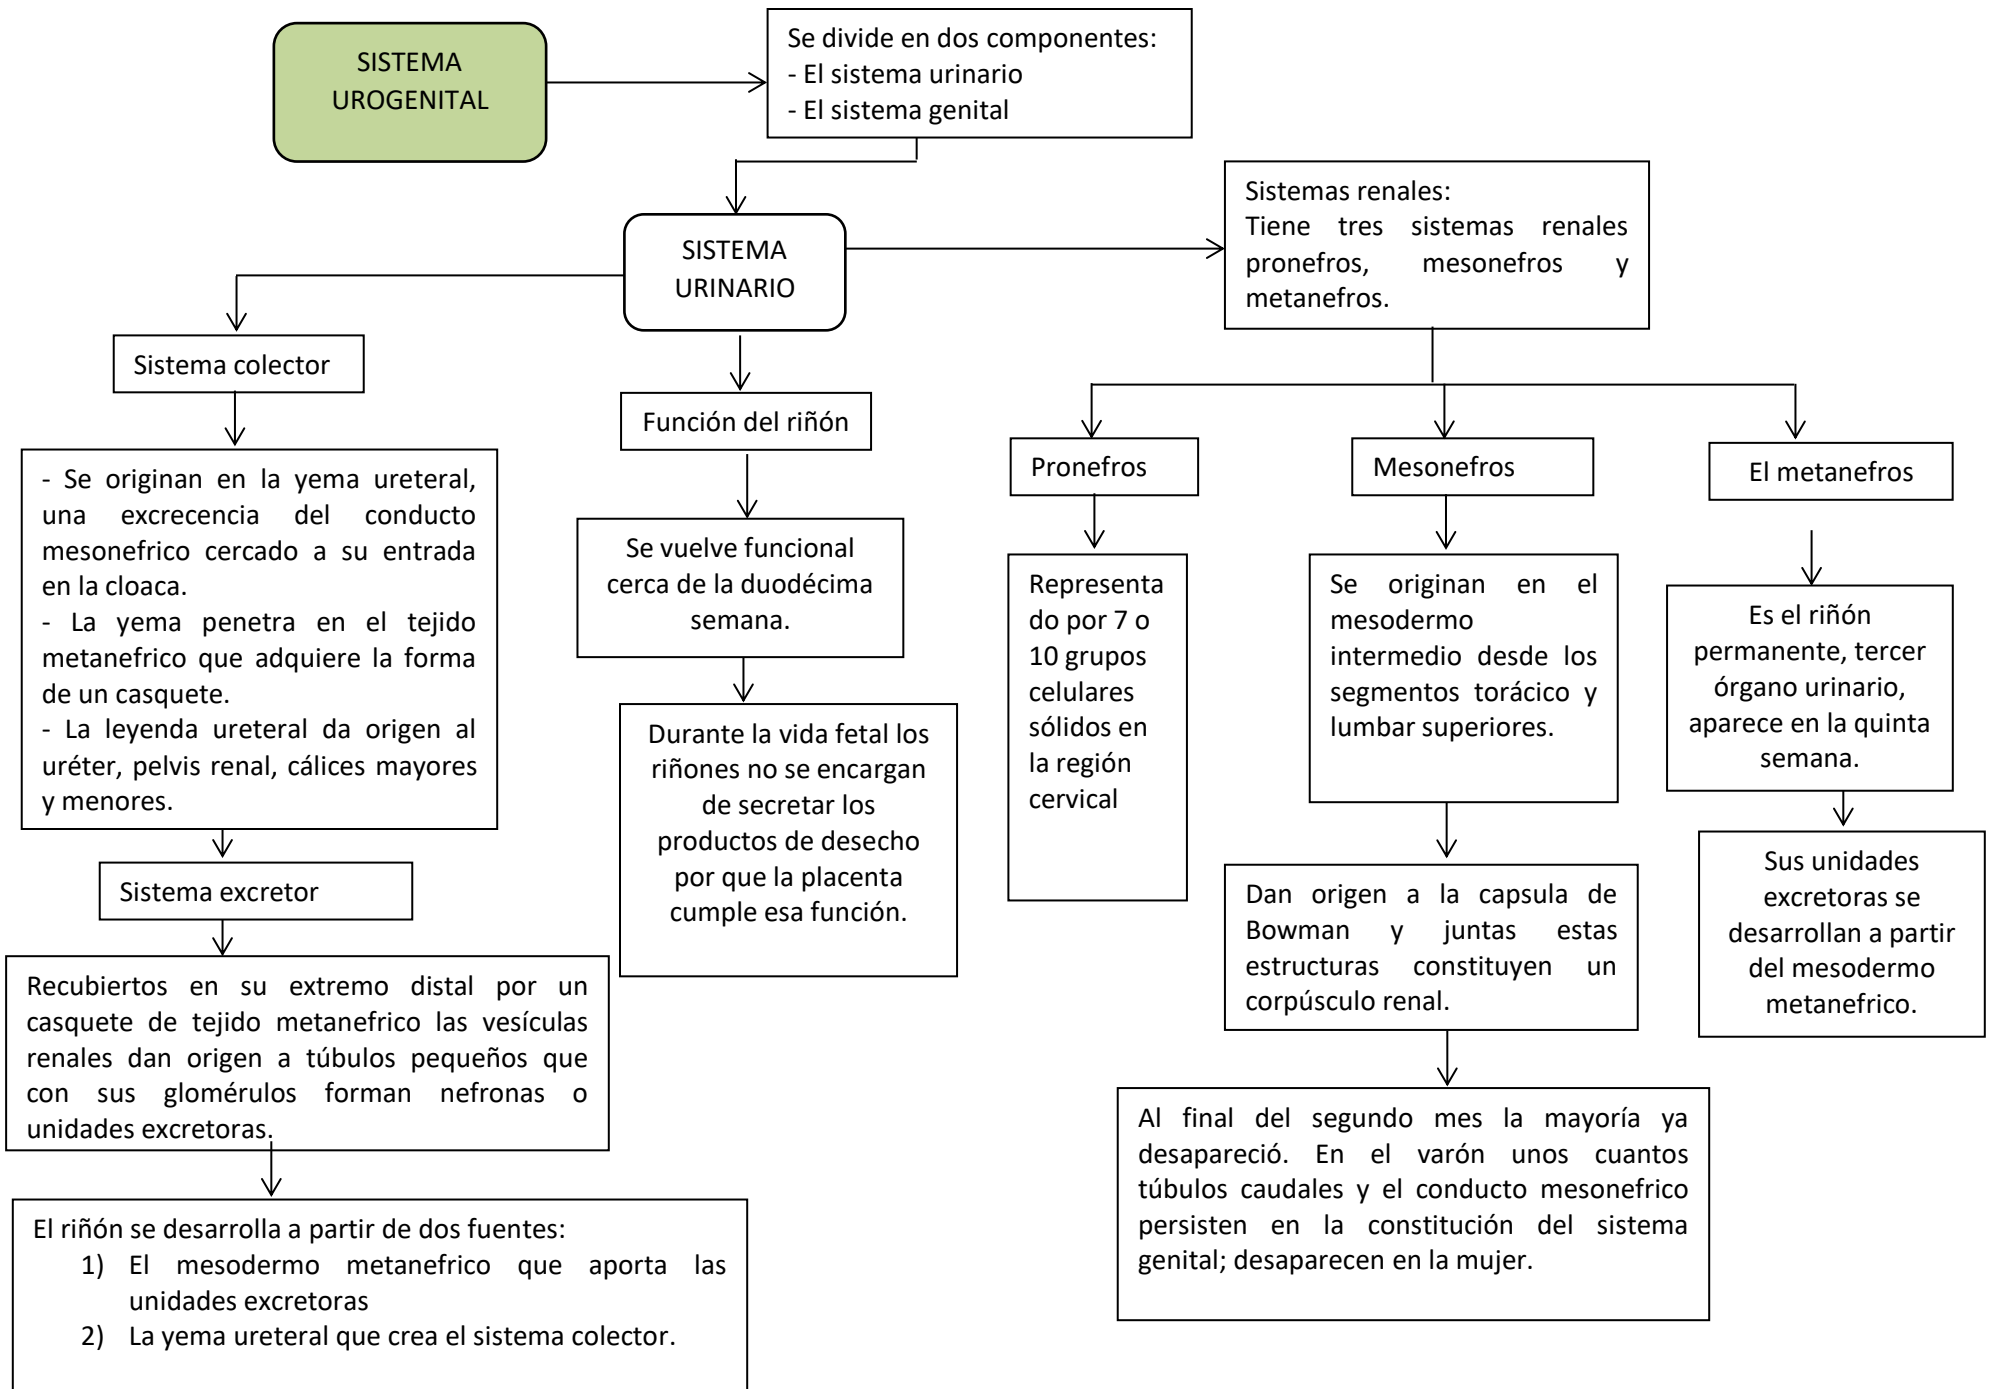 SISTEMA
UROGENITAL
Se divide en dos componentes:
- El sistema urinario
- El sistema genital
SISTEMA
URINARIO
Sistemas renales:
Tiene tres sistemas renales
pronefros, mesonefros y
metanefros.
Sistema colector
- Se originan en la yema ureteral,
una excrecencia del conducto
mesonefrico cercado a su entrada
en la cloaca.
- La yema penetra en el tejido
metanefrico que adquiere la forma
de un casquete.
- La leyenda ureteral da origen al
uréter, pelvis renal, cálices mayores
y menores.
Sistema excretor
Recubiertos en su extremo distal por un
casquete de tejido metanefrico las vesículas
renales dan origen a túbulos pequeños que
con sus glomérulos forman nefronas o
unidades excretoras.
El riñón se desarrolla a partir de dos fuentes:
1) El mesodermo metanefrico que aporta las
unidades excretoras
2) La yema ureteral que crea el sistema colector.
Función del riñón
Se vuelve funcional
cerca de la duodécima
semana.
Durante la vida fetal los
riñones no se encargan
de secretar los
productos de desecho
por que la placenta
cumple esa función.
Pronefros
Representa
do por 7 o
10 grupos
celulares
sólidos en
la región
cervical
Mesonefros
Se originan en el
mesodermo
intermedio desde los
segmentos torácico y
lumbar superiores.
Dan origen a la capsula de
Bowman y juntas estas
estructuras constituyen un
corpúsculo renal.
Al final del segundo mes la mayoría ya
desapareció. En el varón unos cuantos
túbulos caudales y el conducto mesonefrico
persisten en la constitución del sistema
genital; desaparecen en la mujer.
El metanefros
Es el riñón
permanente, tercer
órgano urinario,
aparece en la quinta
semana.
Sus unidades
excretoras se
desarrollan a partir
del mesodermo
metanefrico.